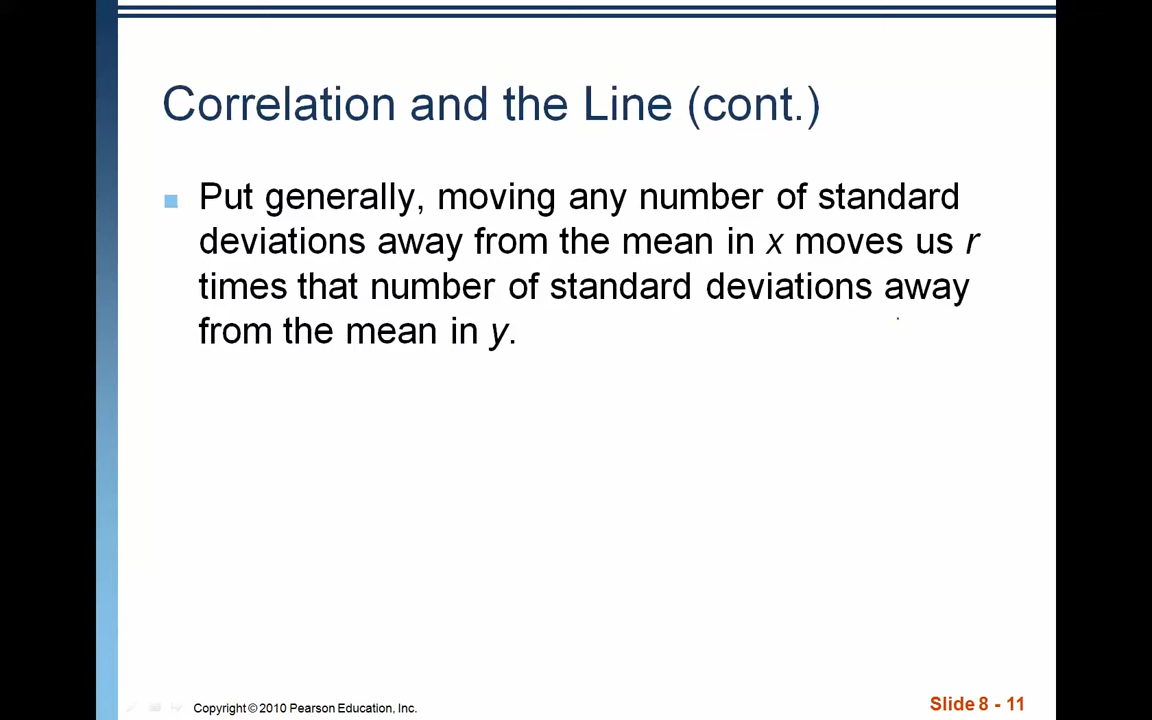 Correlation and the Line (cont.)
Put generally, moving any number of standard
deviations away from the mean in x moves us r
times that number of standard deviations away
from the mean in y.
Copyright © 2010 Pearson Education, Inc.
Slide 8 - 11